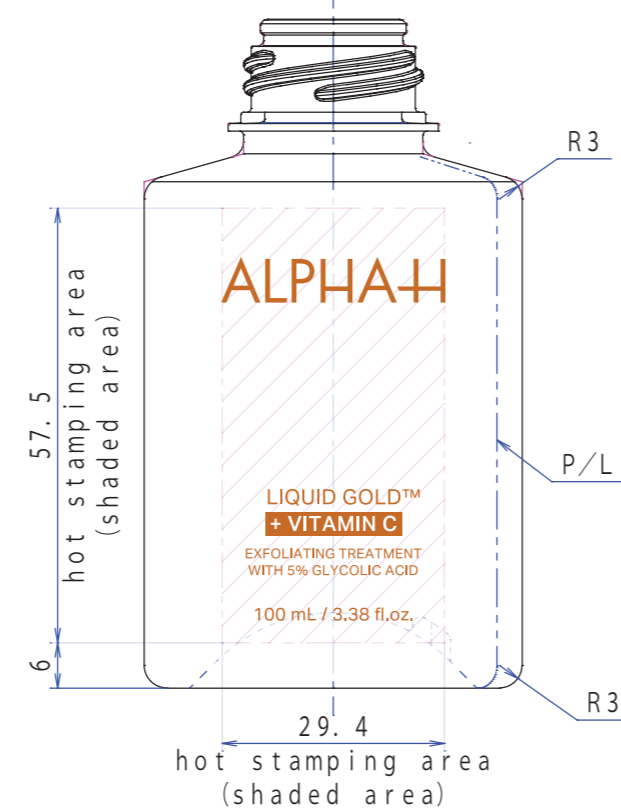 R3
57.5
hot stamping area
(shaded area)
ALPHA-H
P/L
LIQUID GOLD™
+ VITAMIN C
EXFOLIATING TREATMENT
WITH 5% GLYCOLIC ACID
100 mL / 3.38 fl.oz.
6
R3
29.4
hot stamping area
(shaded area)